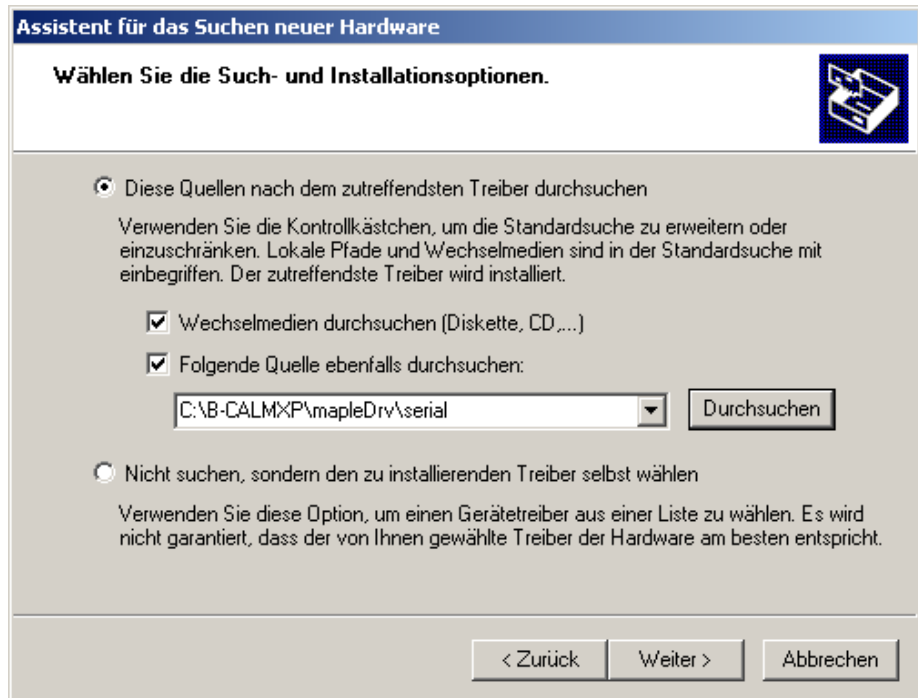 Assistent für das Suchen neuer Hardware
Wählen Sie die Such- und Installationsoptionen.
Diese Quellen nach dem zutreffendsten Treiber durchsuchen
Verwenden Sie die Kontrollkästchen, um die Standardsuche zu erweitern oder
einzuschränken. Lokale Pfade und Wechselmedien sind in der Standardsuche mit
einbegriffen. Der zutreffendste Treiber wird installiert.
Wechselmedien durchsuchen (Diskette, CD,...)
Folgende Quelle ebenfalls durchsuchen:
C:\B-CALMXP\mapleDrv\serial
Durchsuchen
Nicht suchen, sondern den zu installierenden Treiber selbst wählen
Verwenden Sie diese Option, um einen Gerätetreiber aus einer Liste zu wählen. Es wird
nicht garantiert, dass der von Ihnen gewählte Treiber der Hardware am besten entspricht.
< Zurück
Weiter >
Abbrechen